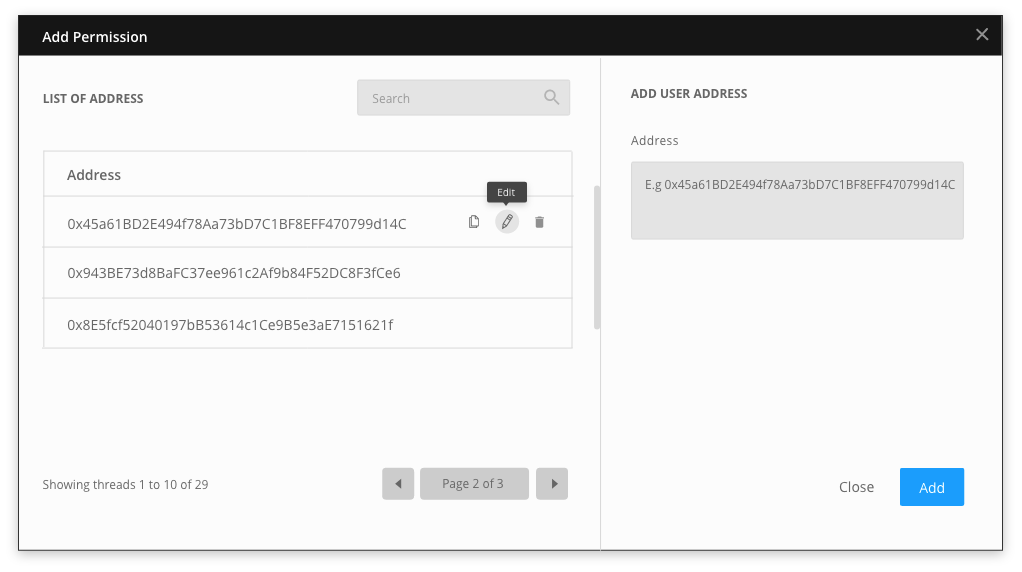 Add Permission
LIST OF ADDRESS
Search
Address
Edit
0x45a61BD2E494f78Aa73bD7C1BF8EFF470799d14C
0x943BE73d8BaFC37ee961c2Af9b84F52DC8F3fCe6
0x8E5fcf52040197bB53614c1Ce9B5e3aE7151621f
Showing threads 1 to 10 of 29
Page 2 of 3
ADD USER ADDRESS
Address
E.g 0x45a61BD2E494f78Aa73bD7C1BF8EFF470799d14C
Close
Add